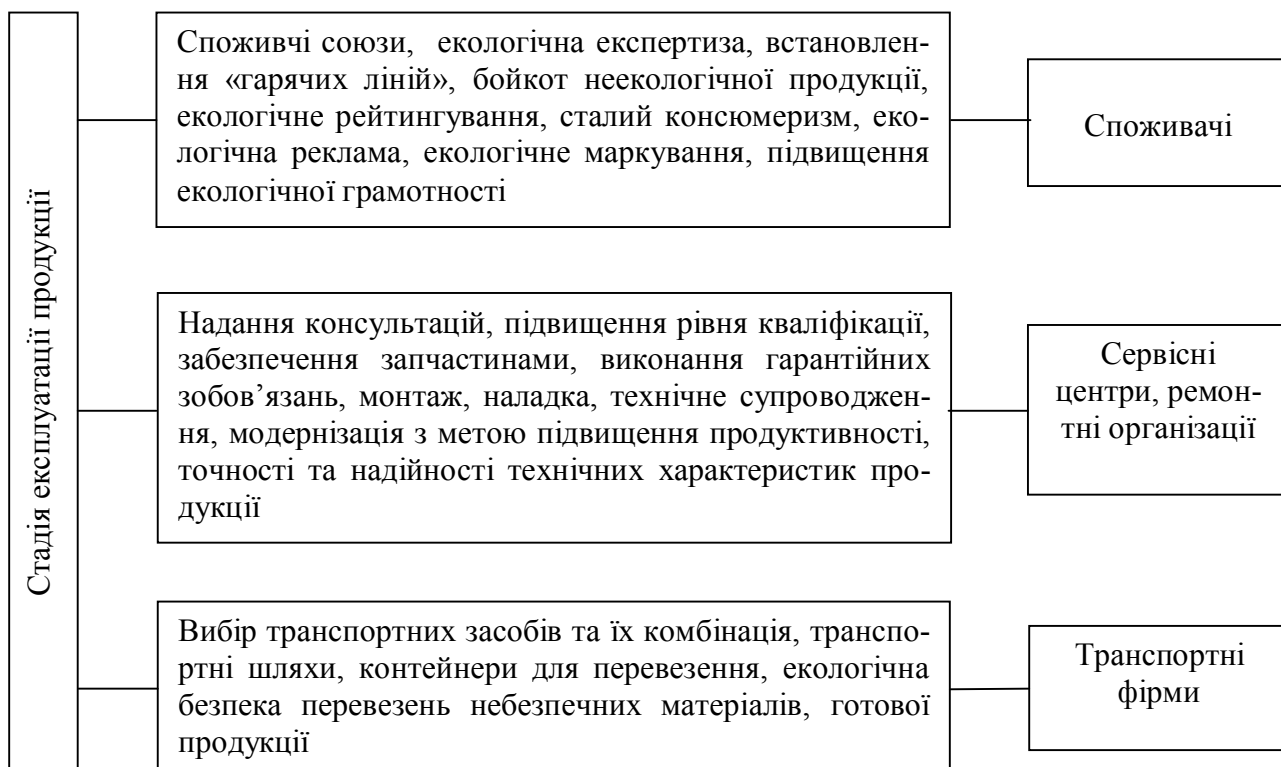 Стадія експлуатації продукції
Споживчі союзи, екологічна експертиза, встановлен-
ня «гарячих ліній», бойкот неекологічної продукції,
екологічне рейтингування, сталий консюмеризм, еко-
логічна реклама, екологічне маркування, підвищення
екологічної грамотності
Споживачі
Надання консультацій, підвищення рівня кваліфікації,
забезпечення запчастинами, виконання гарантійних
зобов’язань, монтаж, наладка, технічне супроводжен-
ня, модернізація з метою підвищення продуктивності,
точності та надійності технічних характеристик про-
дукції
Сервісні
центри, ремон-
тні організації
Вибір транспортних засобів та їх комбінація, транспо-
ртні шляхи, контейнери для перевезення, екологічна
безпека перевезень небезпечних матеріалів, готової
продукції
Транспортні
фірми